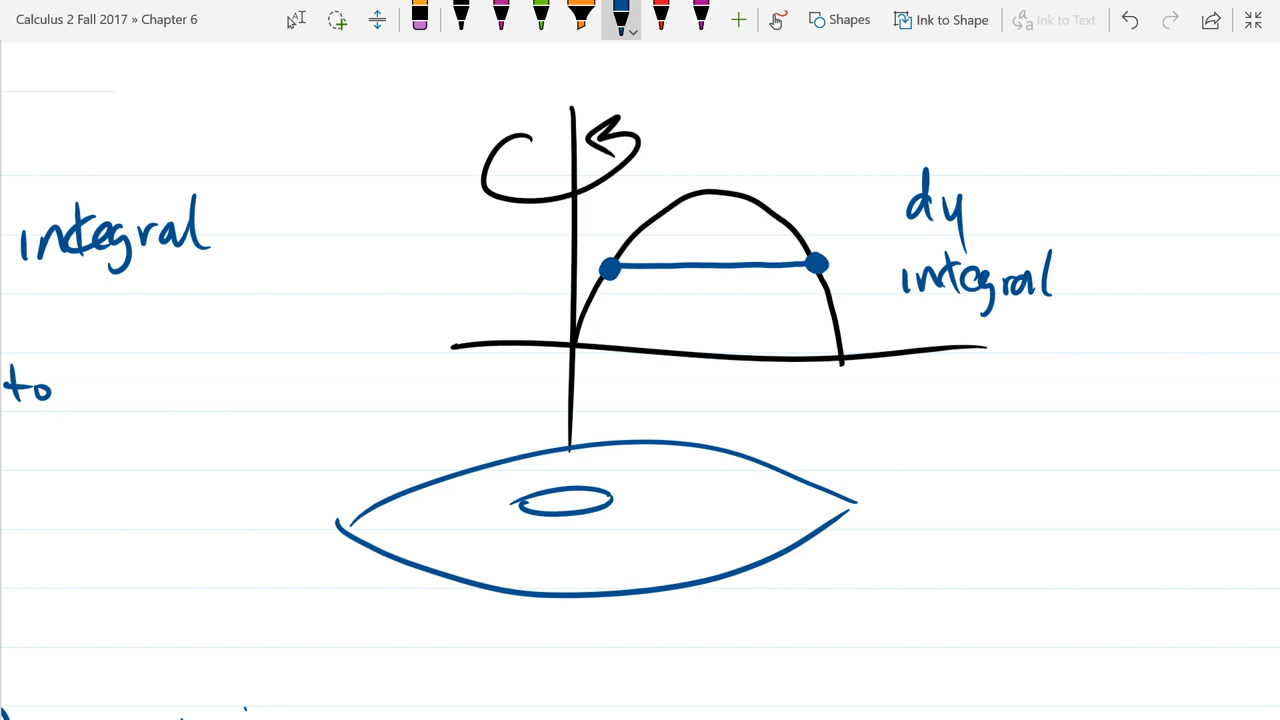 Calculus 2 Fall 2017 » Chapter 6
Shapes
Ink to Shape
Ink to Text
integral
dy
integral
to